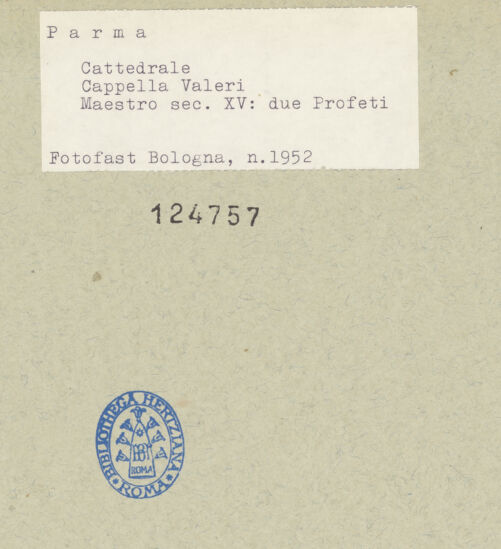 P a r m a
Cattedrale
Cappella Valeri
Maestro sec. XV: due Profeti
Fotofast Bologna, n.1952
124757
BIBLIOTHECA HERTZIANA
ROMA
ROMA